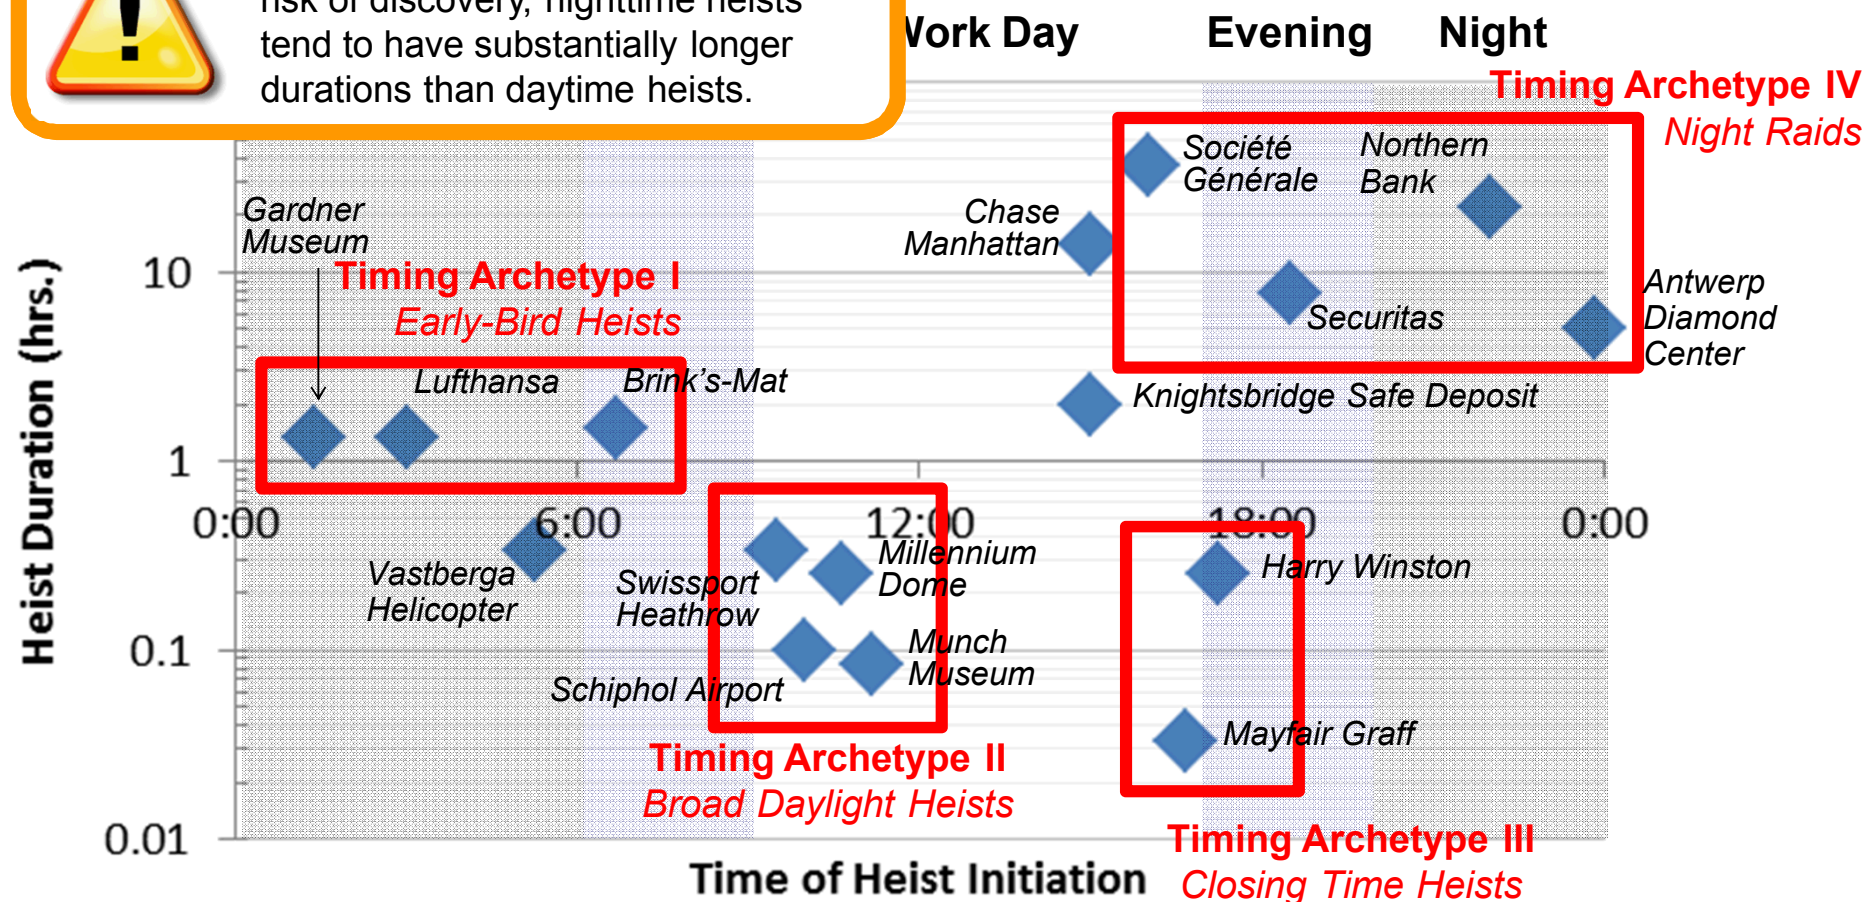 risk of discovery, nighttime heists
tend to have substantially longer
durations than daytime heists.
Work Day
Evening
Night
Timing Archetype IV
Night Raids
Société
Générale
Northern
Bank
Gardner
Museum
Chase
Manhattan
Timing Archetype I
Early-Bird Heists
Securitas
Antwerp
Diamond
Center
Lufthansa
Brink's-Mat
Knightsbridge Safe Deposit
Heist Duration (hrs.)
10
1
0.1
0.01
0:00
6:00
12:00
18:00
0:00
Vastberga
Helicopter
Swissport
Heathrow
Millennium
Dome
Harry Winston
Schiphol Airport
Munch
Museum
Mayfair Graff
Timing Archetype II
Broad Daylight Heists
Timing Archetype III
Closing Time Heists
Time of Heist Initiation